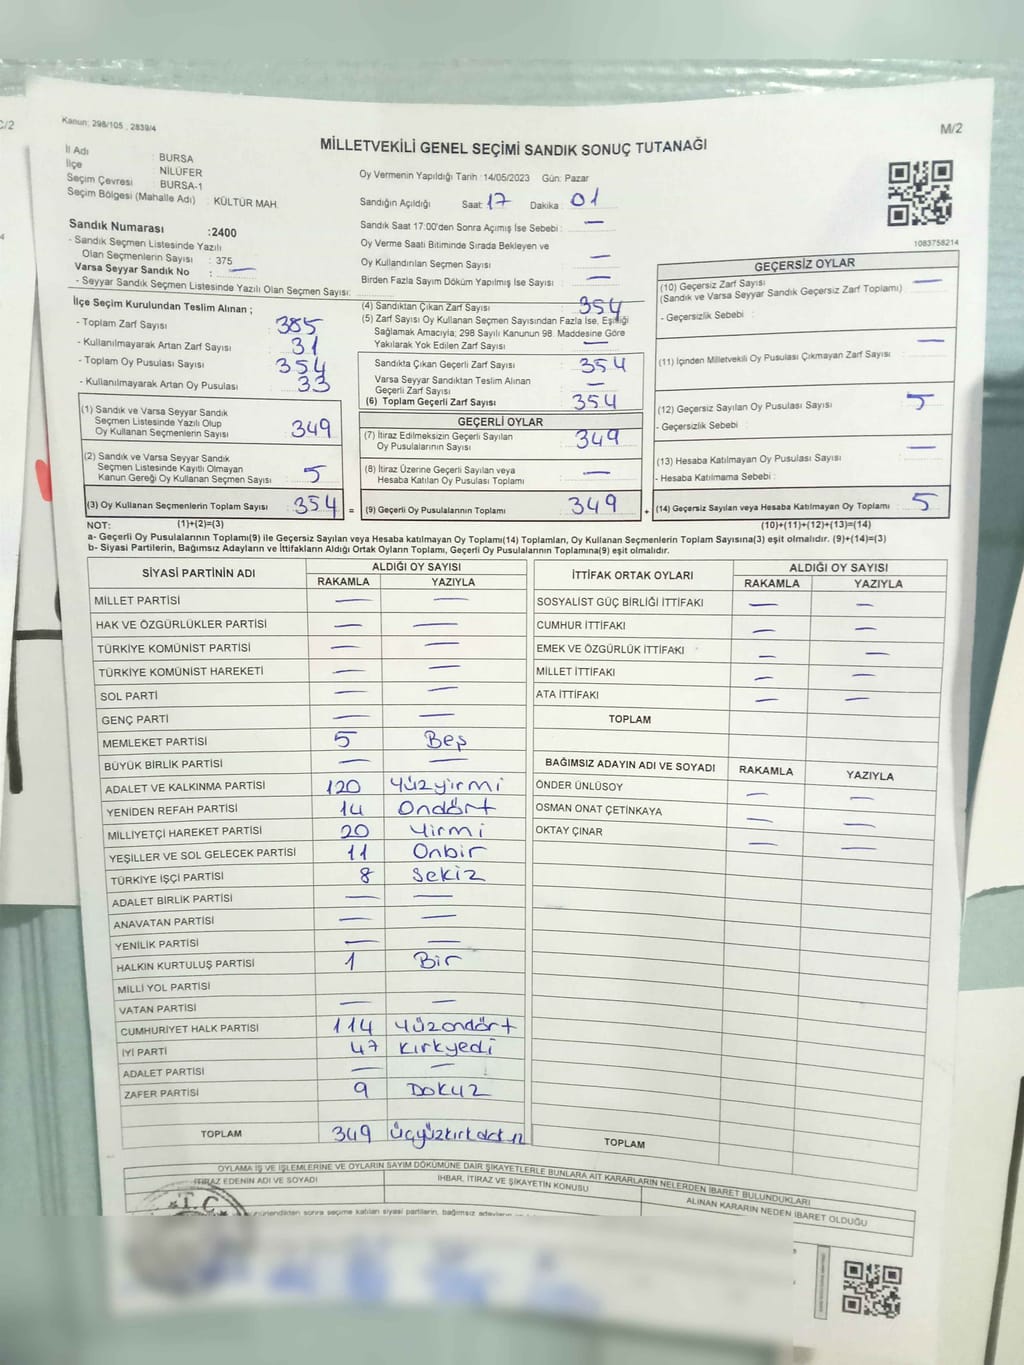 C/2
Kanun: 298/105 , 2839/4
M/2
MİLLETVEKİLİ GENEL SEÇİMİ SANDIK SONUÇ TUTANAĞI
İl Adı : BURSA
İlçe : NİLÜFER
Seçim Çevresi : BURSA-1
Seçim Bölgesi (Mahalle Adı) : KÜLTÜR MAH.
Oy Vermenin Yapıldığı Tarih :14/05/2023 Gün: Pazar
Sandığın Açıldığı Saat: 17 Dakika : 01
Sandık Saat 17:00'den Sonra Açımış İse Sebebi : —
Oy Verme Saati Bitiminde Sırada Bekleyen ve
Oy Kullandırılan Seçmen Sayısı : —
Birden Fazla Sayım Döküm Yapılmış İse Sayısı : —
1083758214
Sandık Numarası :2400
- Sandık Seçmen Listesinde Yazılı
Olan Seçmenlerin Sayısı : 375
Varsa Seyyar Sandık No : —
- Seyyar Sandık Seçmen Listesinde Yazılı Olan Seçmen Sayısı:
İlçe Seçim Kurulundan Teslim Alınan ;
- Toplam Zarf Sayısı : 385
- Kullanılmayarak Artan Zarf Sayısı : 31
- Toplam Oy Pusulası Sayısı : 354
- Kullanılmayarak Artan Oy Pusulası : 33
(1) Sandık ve Varsa Seyyar Sandık
Seçmen Listesinde Yazılı Olup
Oy Kullanan Seçmenlerin Sayısı : 349
(2) Sandık ve Varsa Seyyar Sandık
Seçmen Listesinde Kayıtlı Olmayan
Kanun Gereği Oy Kullanan Seçmen Sayısı : 5
(3) Oy Kullanan Seçmenlerin Toplam Sayısı : 354 =
(4) Sandıktan Çıkan Zarf Sayısı : 354
(5) Zarf Sayısı Oy Kullanan Seçmen Sayısından Fazla İse, Eşitliği
Sağlamak Amacıyla; 298 Sayılı Kanunun 98. Maddesine Göre
Yakılarak Yok Edilen Zarf Sayısı : —
Sandıkta Çıkan Geçerli Zarf Sayısı : 354
Varsa Seyyar Sandıktan Teslim Alınan
Geçerli Zarf Sayısı : —
(6) Toplam Geçerli Zarf Sayısı : 354
GEÇERLİ OYLAR
(7) İtiraz Edilmeksizin Geçerli Sayılan
Oy Pusulalarının Sayısı : 349
(8) İtiraz Üzerine Geçerli Sayılan veya
Hesaba Katılan Oy Pusulası Toplamı : —
(9) Geçerli Oy Pusulalarının Toplamı : 349 +
GEÇERSİZ OYLAR
(10) Geçersiz Zarf Sayısı : —
(Sandık ve Varsa Seyyar Sandık Geçersiz Zarf Toplamı)
- Geçersizlik Sebebi :
(11) İçinden Milletvekili Oy Pusulası Çıkmayan Zarf Sayısı : —
(12) Geçersiz Sayılan Oy Pusulası Sayısı : 5
- Geçersizlik Sebebi :
(13) Hesaba Katılmayan Oy Pusulası Sayısı : —
- Hesaba Katılmama Sebebi :
(14) Geçersiz Sayılan veya Hesaba Katılmayan Oy Toplamı : 5
NOT: (1)+(2)=(3) (10)+(11)+(12)+(13)=(14)
a- Geçerli Oy Pusulalarının Toplamı(9) ile Geçersiz Sayılan veya Hesaba katılmayan Oy Toplamı(14) Toplamları, Oy Kullanan Seçmenlerin Toplam Sayısına(3) eşit olmalıdır. (9)+(14)=(3)
b- Siyasi Partilerin, Bağımsız Adayların ve İttifakların Aldığı Ortak Oyların Toplamı, Geçerli Oy Pusulalarının Toplamına(9) eşit olmalıdır.
SİYASİ PARTİNİN ADI ALDIĞI OY SAYISI
RAKAMLA YAZIYLA
MİLLET PARTİSİ — —
HAK VE ÖZGÜRLÜKLER PARTİSİ — —
TÜRKİYE KOMÜNİST PARTİSİ — —
TÜRKİYE KOMÜNİST HAREKETİ — —
SOL PARTİ — —
GENÇ PARTİ — —
MEMLEKET PARTİSİ 5 Beş
BÜYÜK BİRLİK PARTİSİ — —
ADALET VE KALKINMA PARTİSİ 120 Yüzyirmi
YENİDEN REFAH PARTİSİ 14 Ondört
MİLLİYETÇİ HAREKET PARTİSİ 20 Yirmi
YEŞİLLER VE SOL GELECEK PARTİSİ 11 Onbir
TÜRKİYE İŞÇİ PARTİSİ 8 Sekiz
ADALET BİRLİK PARTİSİ — —
ANAVATAN PARTİSİ — —
YENİLİK PARTİSİ — —
HALKIN KURTULUŞ PARTİSİ 1 Bir
MİLLİ YOL PARTİSİ
VATAN PARTİSİ — —
CUMHURİYET HALK PARTİSİ 114 Yüzondört
İYİ PARTİ 47 Kırkyedi
ADALET PARTİSİ — —
ZAFER PARTİSİ 9 Dokuz
TOPLAM 349
İTTİFAK ORTAK OYLARI ALDIĞI OY SAYISI
RAKAMLA YAZIYLA
SOSYALİST GÜÇ BİRLİĞİ İTTİFAKI — —
CUMHUR İTTİFAKI — —
EMEK VE ÖZGÜRLÜK İTTİFAKI — —
MİLLET İTTİFAKI — —
ATA İTTİFAKI — —
TOPLAM
BAĞIMSIZ ADAYIN ADI VE SOYADI RAKAMLA YAZIYLA
ÖNDER ÜNLÜSOY — —
OSMAN ONAT ÇETİNKAYA — —
OKTAY ÇINAR — —
TOPLAM
OYLAMA İŞ VE İŞLEMLERİNE VE OYLARIN SAYIM DÖKÜMÜNE DAİR ŞİKAYETLERLE BUNLARA AİT KARARLARIN NELERDEN İBARET BULUNDUKLARI
İTİRAZ EDENİN ADI VE SOYADI İHBAR, İTİRAZ VE ŞİKAYETİN KONUSU ALINAN KARARIN NEDEN İBARET OLDUĞU
T.C.
sonra seçime katılan siyasi partilerin, bağımsız